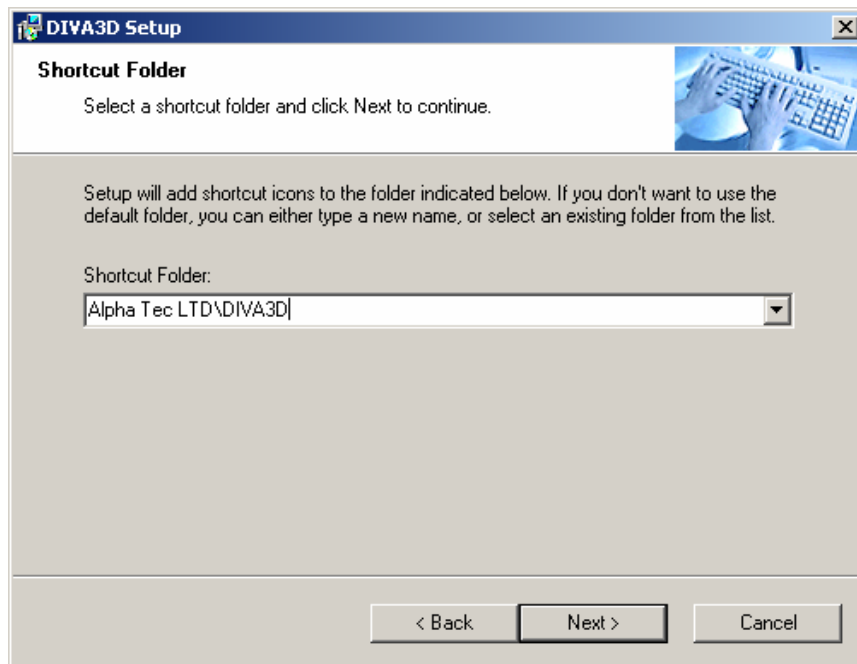 DIVA3D Setup
Shortcut Folder
Select a shortcut folder and click Next to continue.
Setup will add shortcut icons to the folder indicated below. If you don't want to use the
default folder, you can either type a new name, or select an existing folder from the list.
Shortcut Folder:
Alpha Tec LTD\DIVA3D
< Back
Next >
Cancel